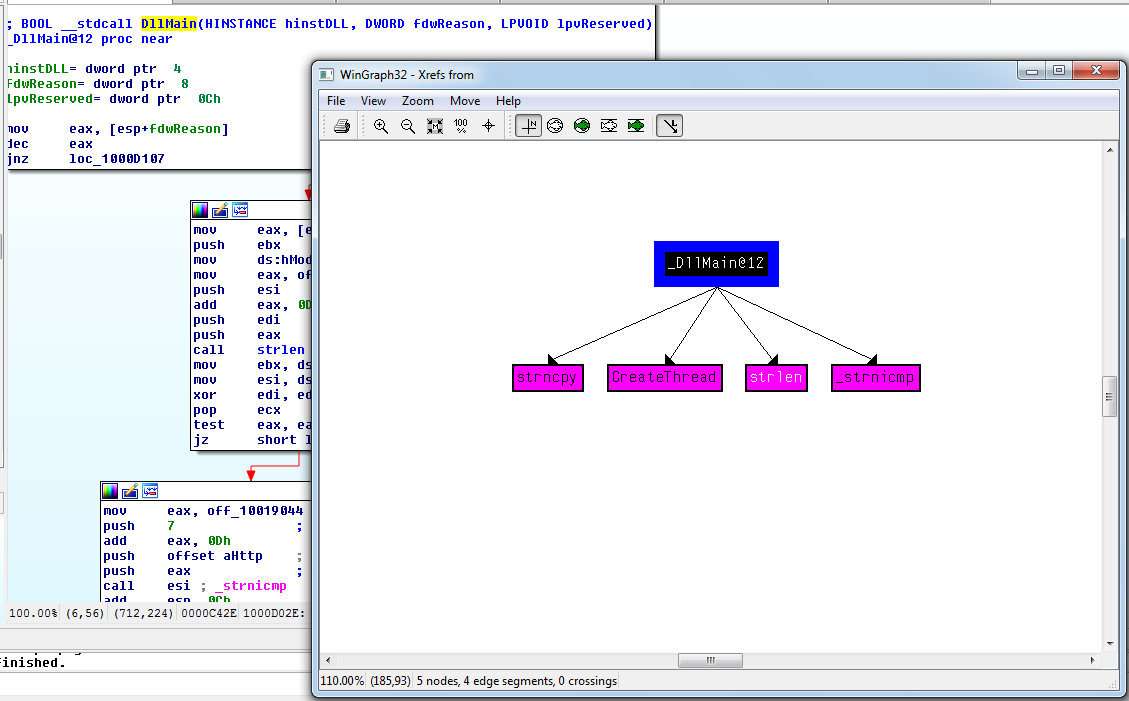 ; BOOL __stdcall DllMain(HINSTANCE hinstDLL, DWORD fdwReason, LPVOID lpvReserved)
_DllMain@12 proc near
hinstDLL= dword ptr  4
fdwReason= dword ptr  8
lpvReserved= dword ptr  0Ch
mov     eax, [esp+fdwReason]
dec     eax
jnz     loc_1000D107
mov     eax, [e
push    ebx
mov     ds:hMod
mov     eax, of
push    esi
add     eax, 0D
push    edi
push    eax
call    strlen
mov     ebx, ds
mov     esi, ds
xor     edi, ed
pop     ecx
test    eax, ea
jz      short l
mov     eax, off_10019044
push    7               ;
add     eax, 0Dh
push    offset aHttp    ;
push    eax             ;
call    esi ; _strnicmp
add     esp, 0Ch
100.00% (6,56) (712,224) 0000C42E 1000D02E:
Finished.
WinGraph32 - Xrefs from
File View Zoom Move Help
100 %
N
_DllMain@12
strncpy CreateThread strlen _strnicmp
110.00% (185,93) 5 nodes, 4 edge segments, 0 crossings